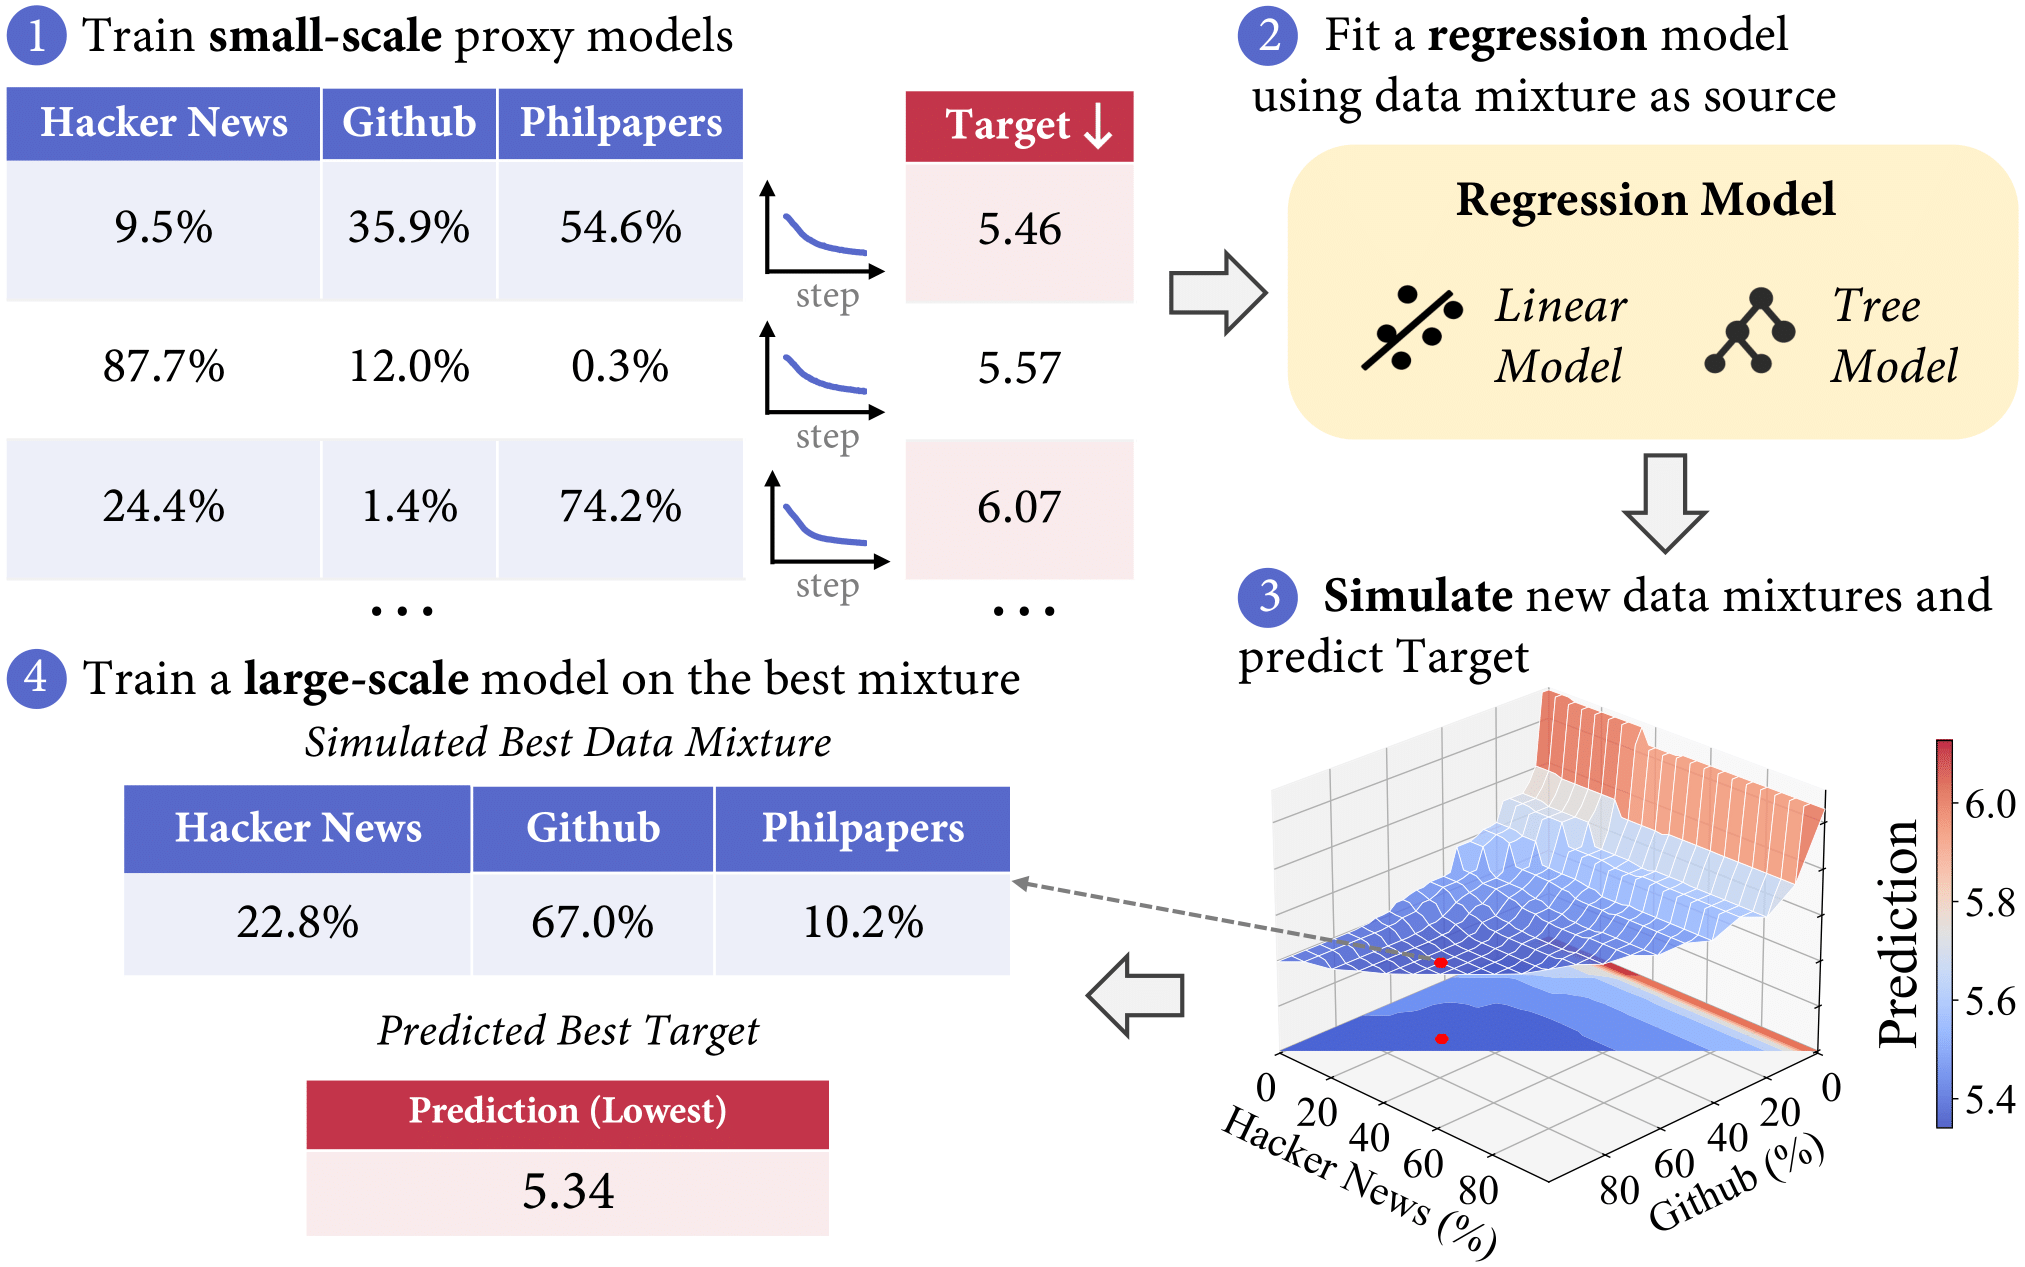 1 Train small-scale proxy models
Hacker News Github Philpapers Target ↓
9.5% 35.9% 54.6% 5.46
step
87.7% 12.0% 0.3% 5.57
step
24.4% 1.4% 74.2% 6.07
step
... ...
2 Fit a regression model
using data mixture as source
Regression Model
Linear
Model
Tree
Model
3 Simulate new data mixtures and
predict Target
0 20 40 60 80
Hacker News (%)
80 60 40 20 0
Github (%)
Prediction
6.0
5.8
5.6
5.4
4 Train a large-scale model on the best mixture
Simulated Best Data Mixture
Hacker News Github Philpapers
22.8% 67.0% 10.2%
Predicted Best Target
Prediction (Lowest)
5.34